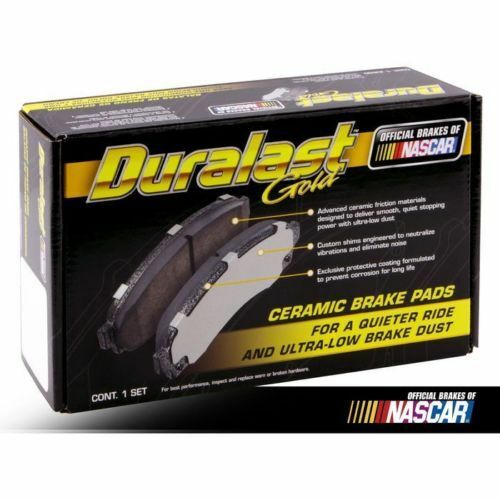 Duralast
Gold
OFFICIAL BRAKES OF
NASCAR
Advanced ceramic friction materials
designed to deliver smooth, quiet stopping
power with ultra-low dust
Custom shims engineered to neutralize
vibrations and eliminate noise
Exclusive protective coating formulated
to prevent corrosion for long life
CERAMIC BRAKE PADS
FOR A QUIETER RIDE
AND ULTRA-LOW BRAKE DUST
CONT. 1 SET
For best performance, inspect and replace worn or broken hardware.
OFFICIAL BRAKES OF
NASCAR